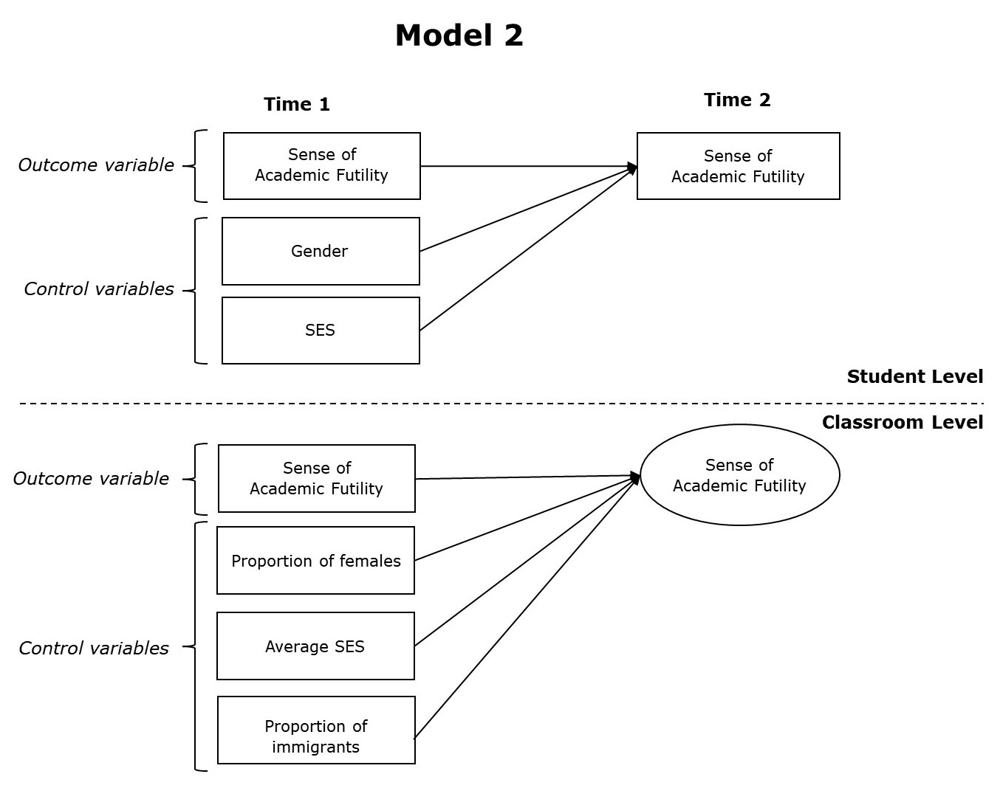 Model 2
Time 1
Time 2
Outcome variable
Sense of
Academic Futility
Sense of
Academic Futility
Control variables
Gender
SES
Student Level
Classroom Level
Outcome variable
Sense of
Academic Futility
Sense of
Academic Futility
Control variables
Proportion of females
Average SES
Proportion of
immigrants